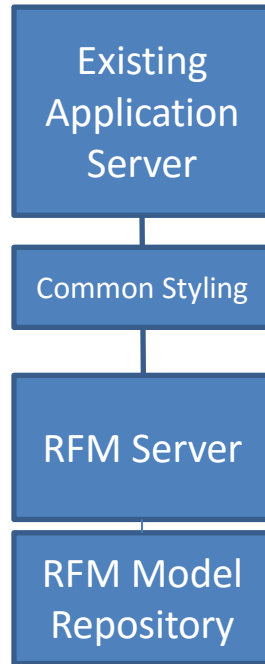 Existing
Application
Server
Common Styling
RFM Server
RFM Model
Repository